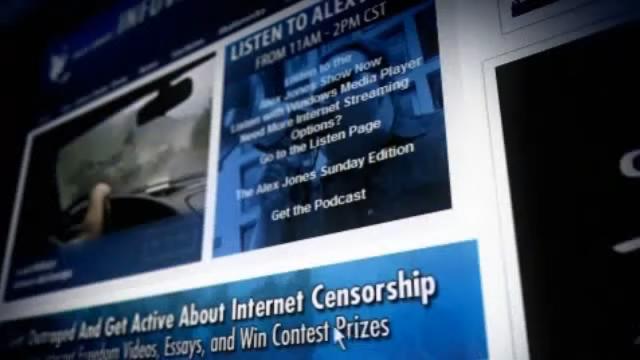 INFOW
LISTEN TO ALEX
FROM 11AM - 2PM CST
Listen to the
Alex Jones Show Now
Listen with Windows Media Player
Need More Internet Streaming
Options?
Go to the Listen Page
The Alex Jones Sunday Edition
Get the Podcast
Outraged And Get Active About Internet Censorship
Freedom Videos, Essays, and Win Contest Prizes